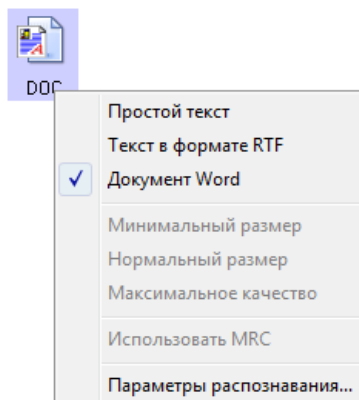 DOC
Простой текст
Текст в формате RTF
Документ Word
Минимальный размер
Нормальный размер
Максимальное качество
Использовать MRC
Параметры распознавания...